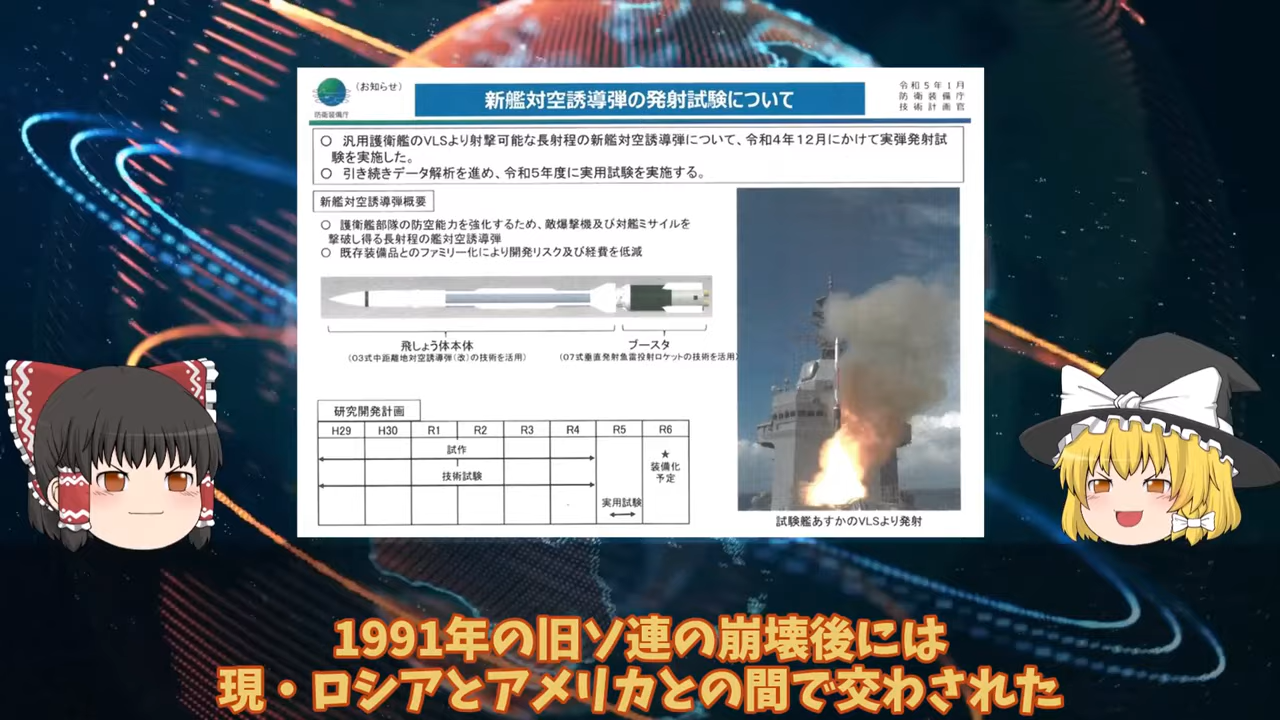 (お知らせ)
防衛装備庁
新艦対空誘導弾の発射試験について
令和5年1月
防衛装備庁
技術計画官
○ 汎用護衛艦のVLSより射撃可能な長射程の新艦対空誘導弾について、令和4年12月にかけて実弾発射試
験を実施した。
○ 引き続きデータ解析を進め、令和5年度に実用試験を実施する。
新艦対空誘導弾概要
○ 護衛艦部隊の防空能力を強化するため、敵爆撃機及び対艦ミサイルを
撃破し得る長射程の艦対空誘導弾
○ 既存装備品とのファミリー化により開発リスク及び経費を低減
飛しょう体本体
(03式中距離地対空誘導弾(改)の技術を活用)
ブースタ
(07式垂直発射魚雷投射ロケットの技術を活用)
研究開発計画
H29 H30 R1 R2 R3 R4 R5 R6
試作
技術試験
実用試験
★
装備化
予定
試験艦あすかのVLSより発射
1991年の旧ソ連の崩壊後には
現・ロシアとアメリカとの間で交わされた